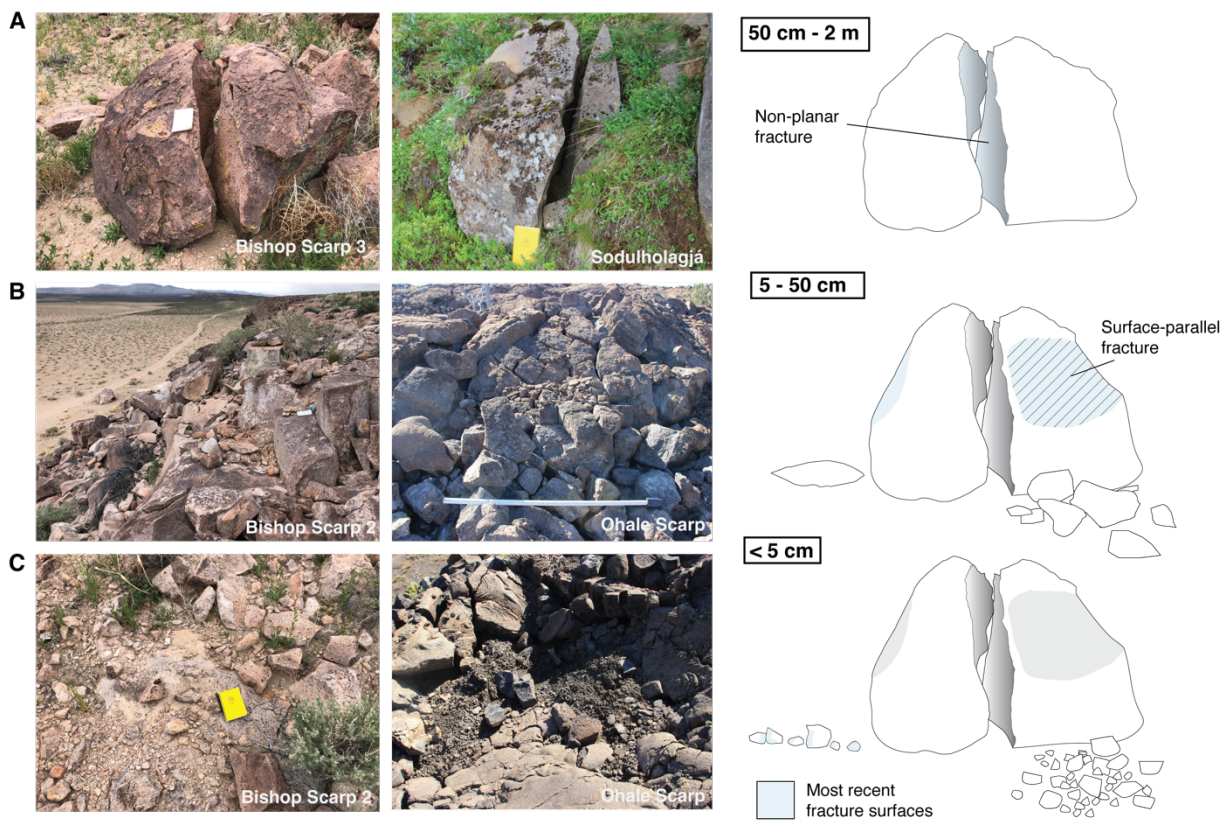 A
Bishop Scarp 3
Sodulholagjá
50 cm - 2 m
Non-planar
fracture
B
Bishop Scarp 2
Ohale Scarp
5 - 50 cm
Surface-parallel
fracture
C
Bishop Scarp 2
Ohale Scarp
< 5 cm
Most recent
fracture surfaces